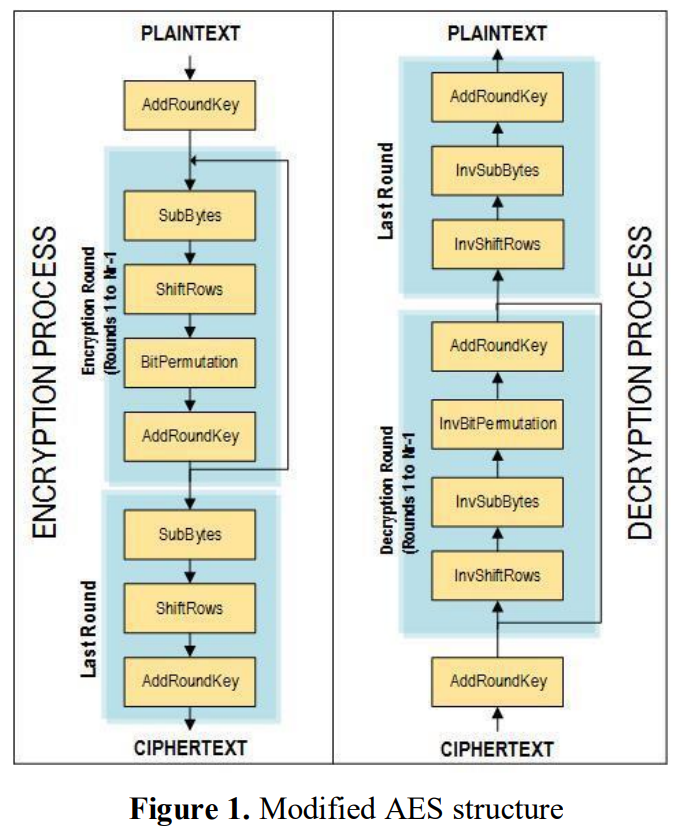 PLAINTEXT
AddRoundKey
SubBytes
ShiftRows
BitPermutation
AddRoundKey
SubBytes
ShiftRows
AddRoundKey
CIPHERTEXT
ENCRYPTION PROCESS
Encryption Round
(Rounds 1 to Nr-1
Last Round
PLAINTEXT
AddRoundKey
InvSubBytes
InvShiftRows
AddRoundKey
InvBitPermutation
InvSubBytes
InvShiftRows
AddRoundKey
CIPHERTEXT
Last Round
Decryption Round
(Rounds 1 to Nr-1
DECRYPTION PROCESS
Figure 1. Modified AES structure